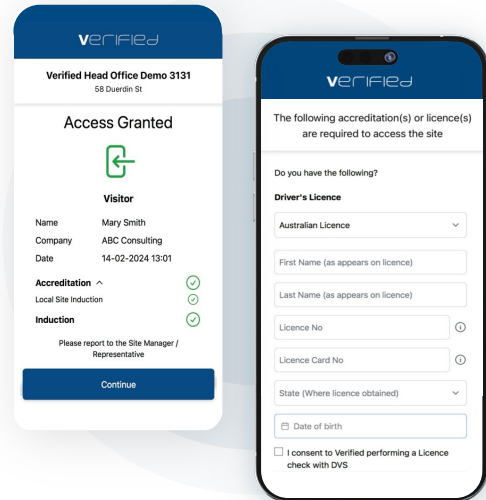 verified
Verified Head Office Demo 3131
58 Duerdin St
Access Granted
Visitor
Name Mary Smith
Company ABC Consulting
Date 14-02-2024 13:01
Accreditation
Local Site Induction
Induction
Please report to the Site Manager /
Representative
Continue
verified
The following accreditation(s) or licence(s)
are required to access the site
Do you have the following?
Driver's Licence
Australian Licence
First Name (as appears on licence)
Last Name (as appears on licence)
Licence No
Licence Card No
State (Where licence obtained)
Date of birth
I consent to Verified performing a Licence
check with DVS